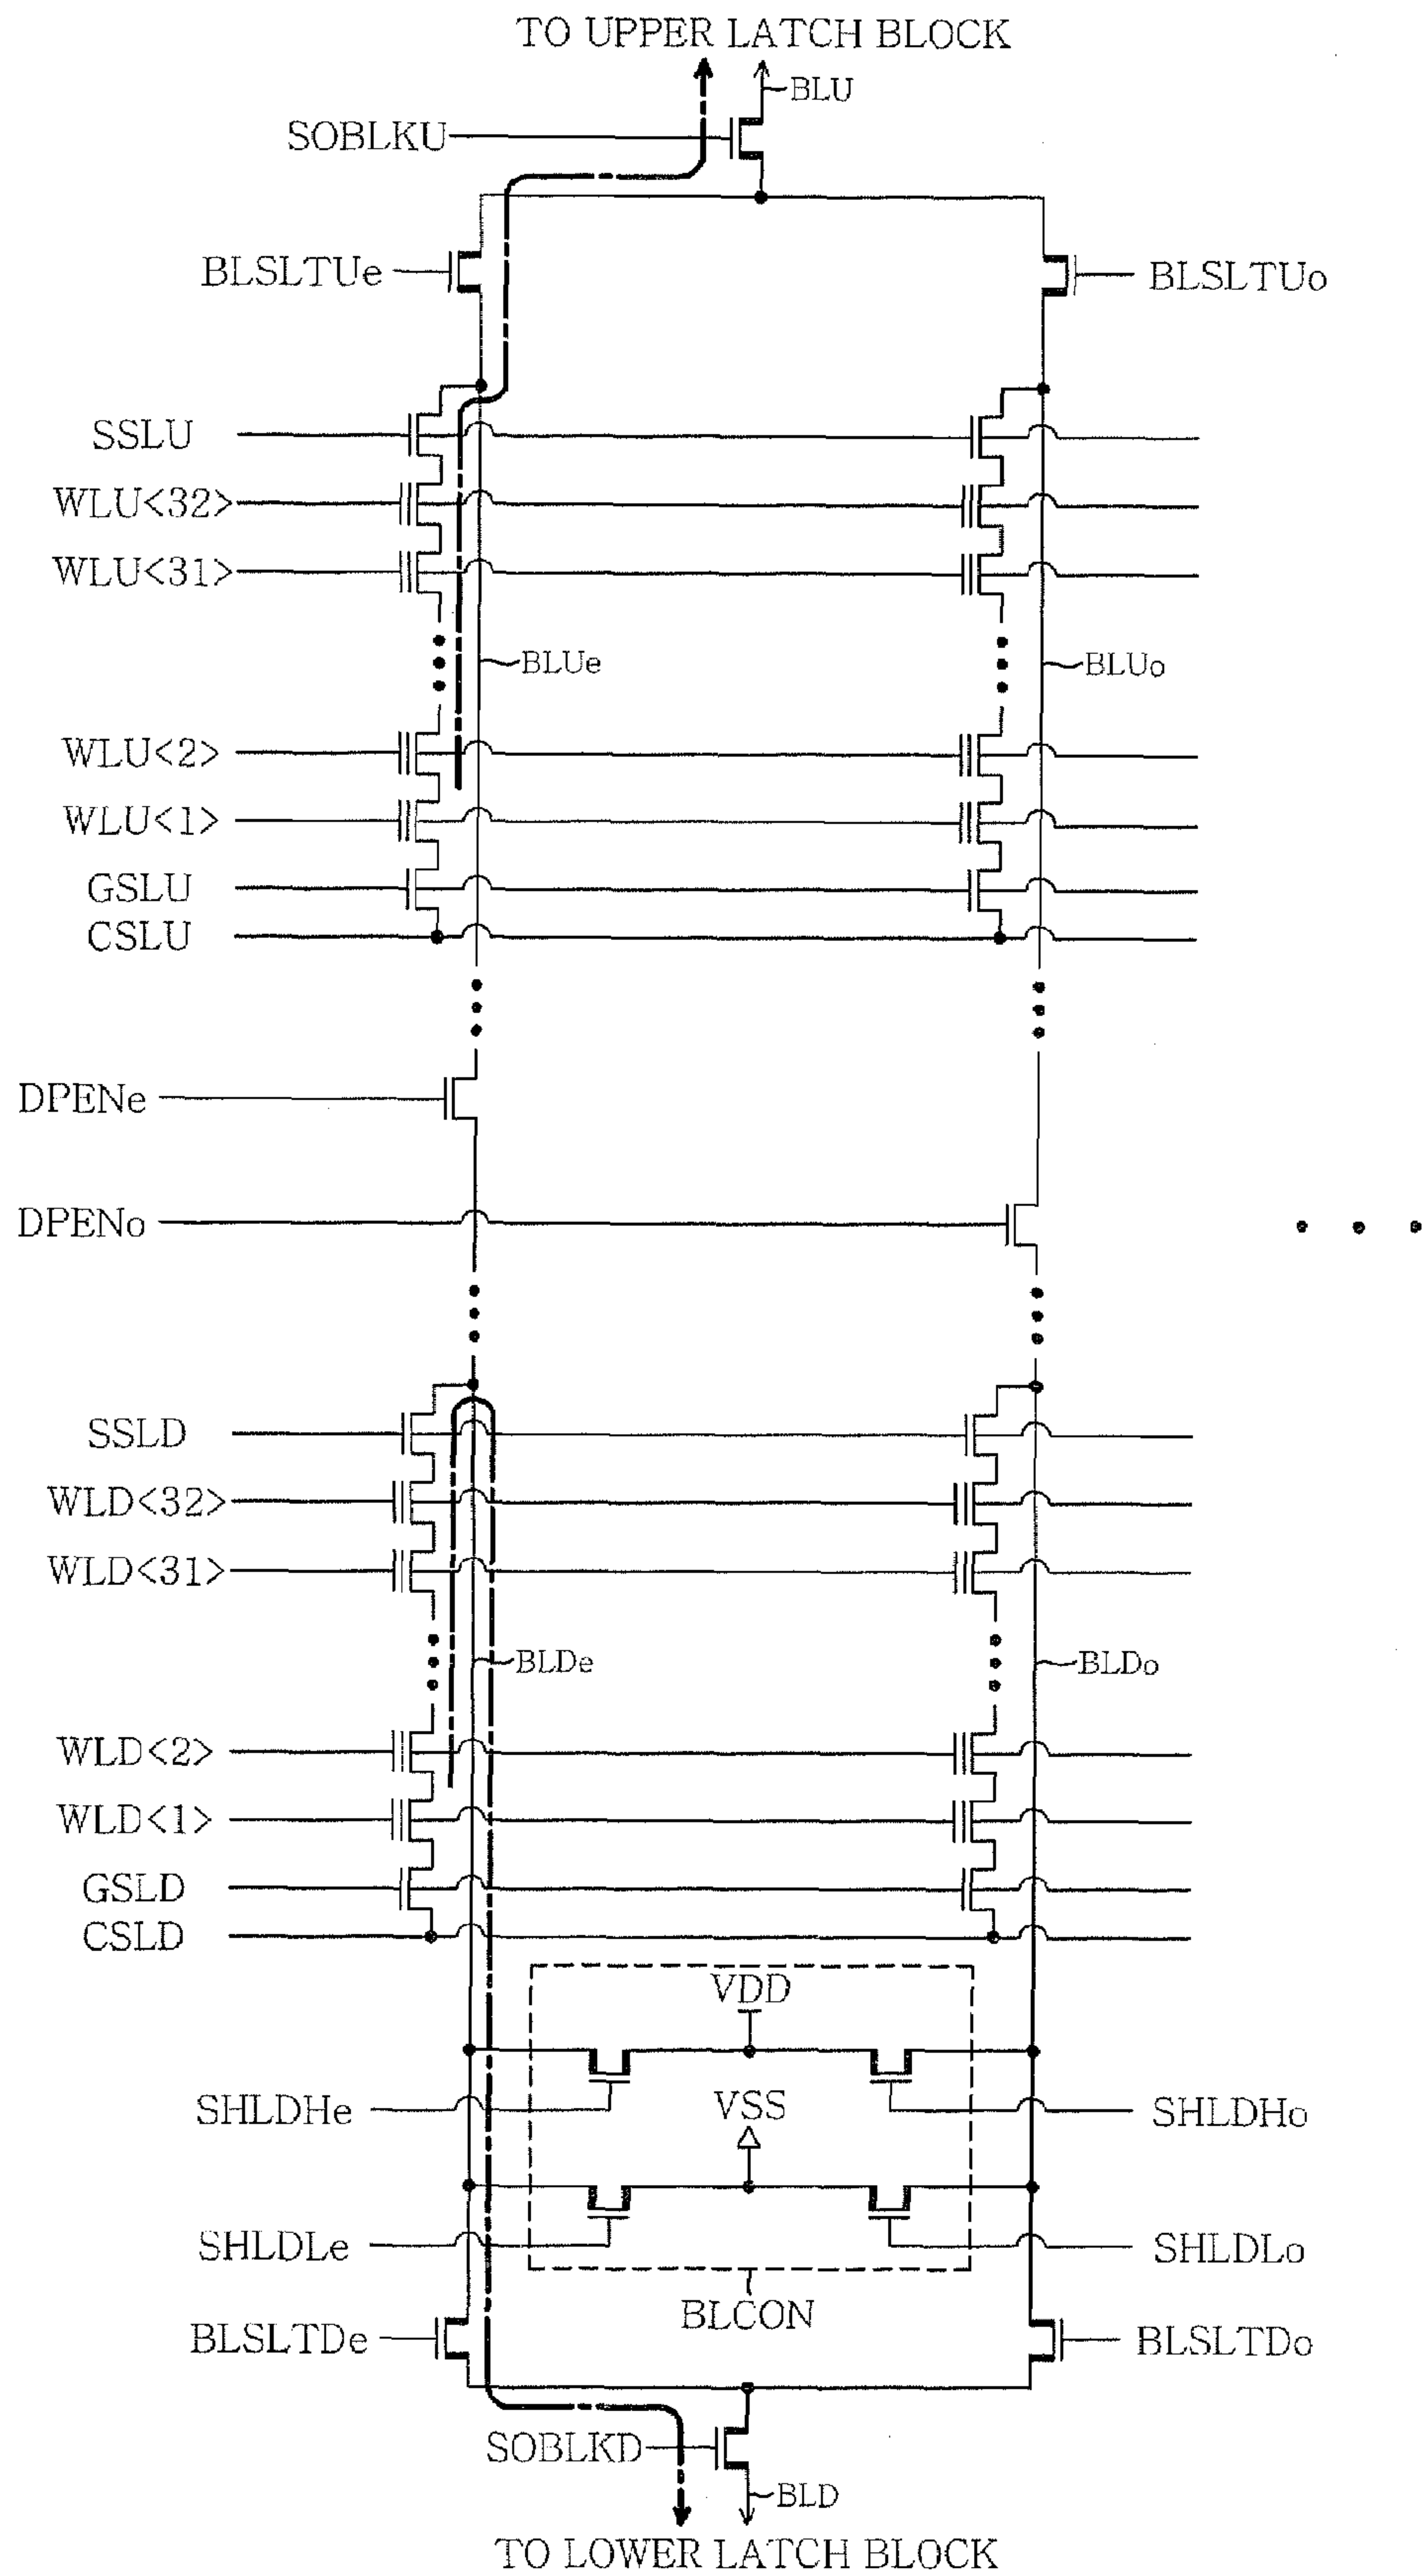 TO UPPER LATCH BLOCK
BLU
SOBLKU
BLSLTUe
BLSLTUo
SSLU
WLU<32>
WLU<31>
BLUe
BLUo
WLU<2>
WLU<1>
GSLU
CSLU
DPENe
DPENo
SSLD
WLD<32>
WLD<31>
BLDe
BLDo
WLD<2>
WLD<1>
GSLD
CSLD
VDD
SHLDHe
SHLDHo
VSS
SHLDLe
SHLDLo
BLCON
BLSLTDe
BLSLTDo
SOBLKD
BLD
TO LOWER LATCH BLOCK